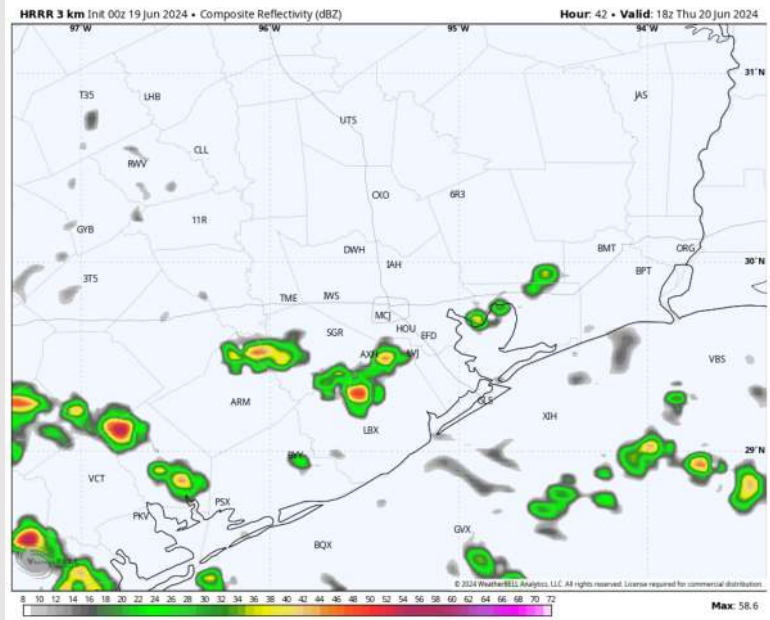 HRRR 3 km Init 00z 19 Jun 2024 • Composite Reflectivity (dBZ) Hour: 42 • Valid: 18z Thu 20 Jun 2024
97°W 96°W 95°W 94°W
31°N
T35 LHB JAS
UTS
CLL
RWV
CXO 6R3
11R
GYB
DWH BMT ORG
IAH 30°N
3T5 BPT
TME IWS
MCJ
SGR HOU EFD
AXH LVJ VBS
ARM GLS
XIH
LBX
BYY 29°N
VCT
PSX
PKV GVX
BQX
© 2024 WeatherBELL Analytics, LLC. All rights reserved. License required for commercial distribution.
8 10 12 14 16 18 20 22 24 26 28 30 32 34 36 38 40 42 44 46 48 50 52 54 56 58 60 62 64 66 68 70 72 Max: 58.6